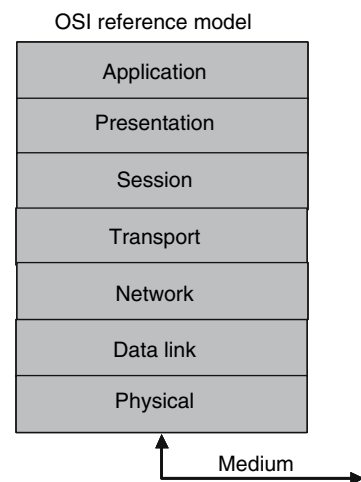 OSI reference model
Application
Presentation
Session
Transport
Network
Data link
Physical
Medium